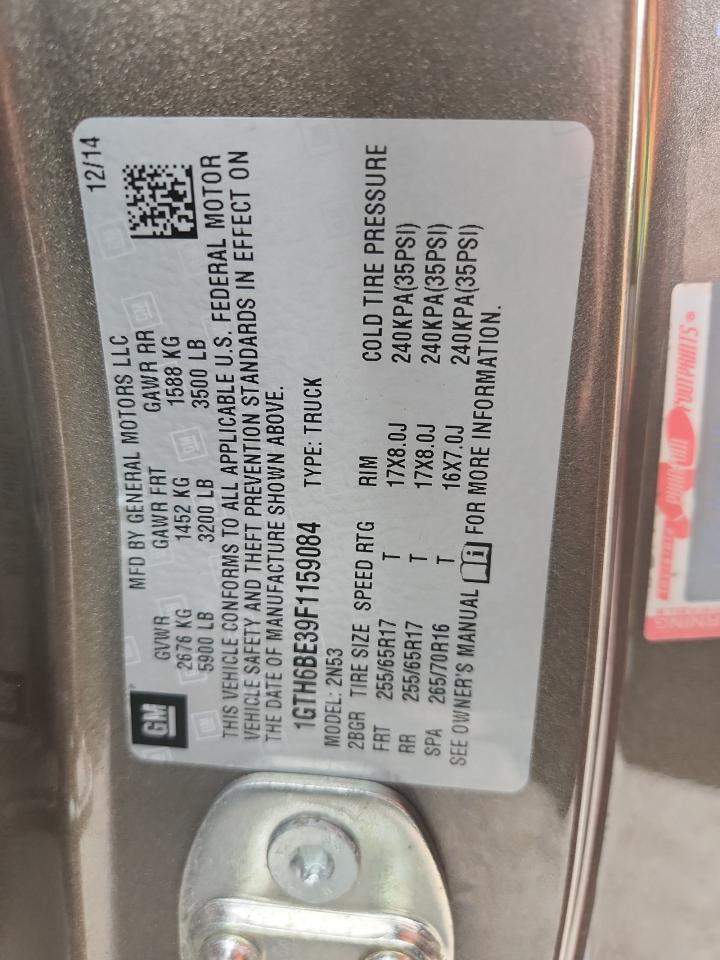 GM
®
MFD BY GENERAL MOTORS LLC 12/14
GVWR GAWR FRT GAWR RR
2676 KG 1452 KG 1588 KG
5900 LB 3200 LB 3500 LB
THIS VEHICLE CONFORMS TO ALL APPLICABLE U.S. FEDERAL MOTOR
VEHICLE SAFETY AND THEFT PREVENTION STANDARDS IN EFFECT ON
THE DATE OF MANUFACTURE SHOWN ABOVE.
1GTH6BE39F1159084 TYPE: TRUCK
MODEL: 2N53
2BGR TIRE SIZE SPEED RTG RIM COLD TIRE PRESSURE
FRT 255/65R17 T 17X8.0J 240KPA(35PSI)
RR 255/65R17 T 17X8.0J 240KPA(35PSI)
SPA 265/70R16 T 16X7.0J 240KPA(35PSI)
SEE OWNER'S MANUAL i FOR MORE INFORMATION.
FOOTPRINTS®